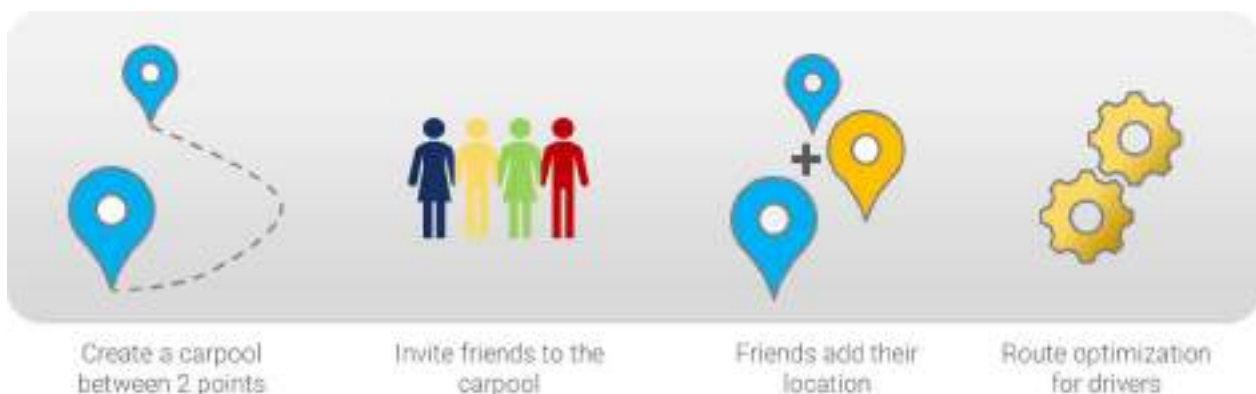 Create a carpool
between 2 points
Invite friends to the
carpool
Friends add their
location
Route optimization
for drivers